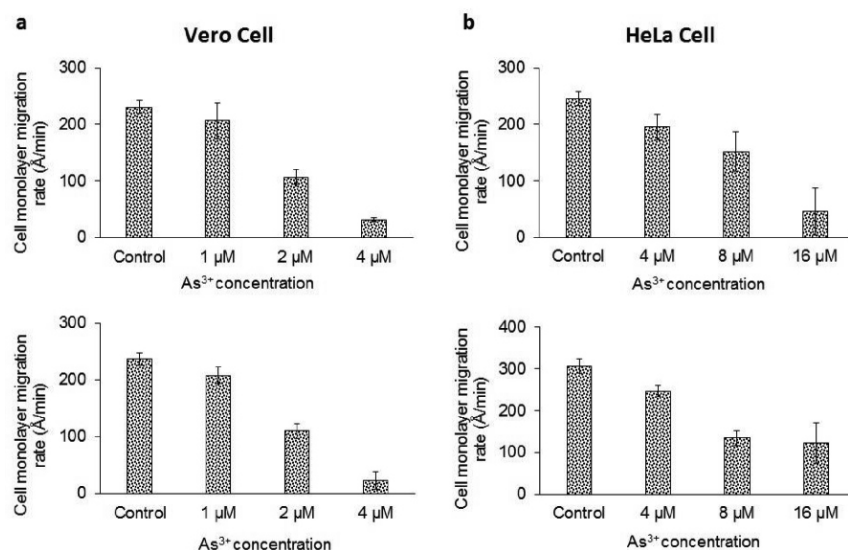 a
Vero Cell
Cell monolayer migration
rate (Å/min)
300
200
100
0
Control 1 µM 2 µM 4 µM
As³⁺ concentration
b
HeLa Cell
Cell monolayer migration
rate (Å/min)
300
200
100
0
Control 4 µM 8 µM 16 µM
As³⁺ concentration
Cell monolayer migration
rate (Å/min)
300
200
100
0
Control 1 µM 2 µM 4 µM
As³⁺ concentration
Cell monolayer migration
rate (Å/min)
400
300
200
100
0
Control 4 µM 8 µM 16 µM
As³⁺ concentration